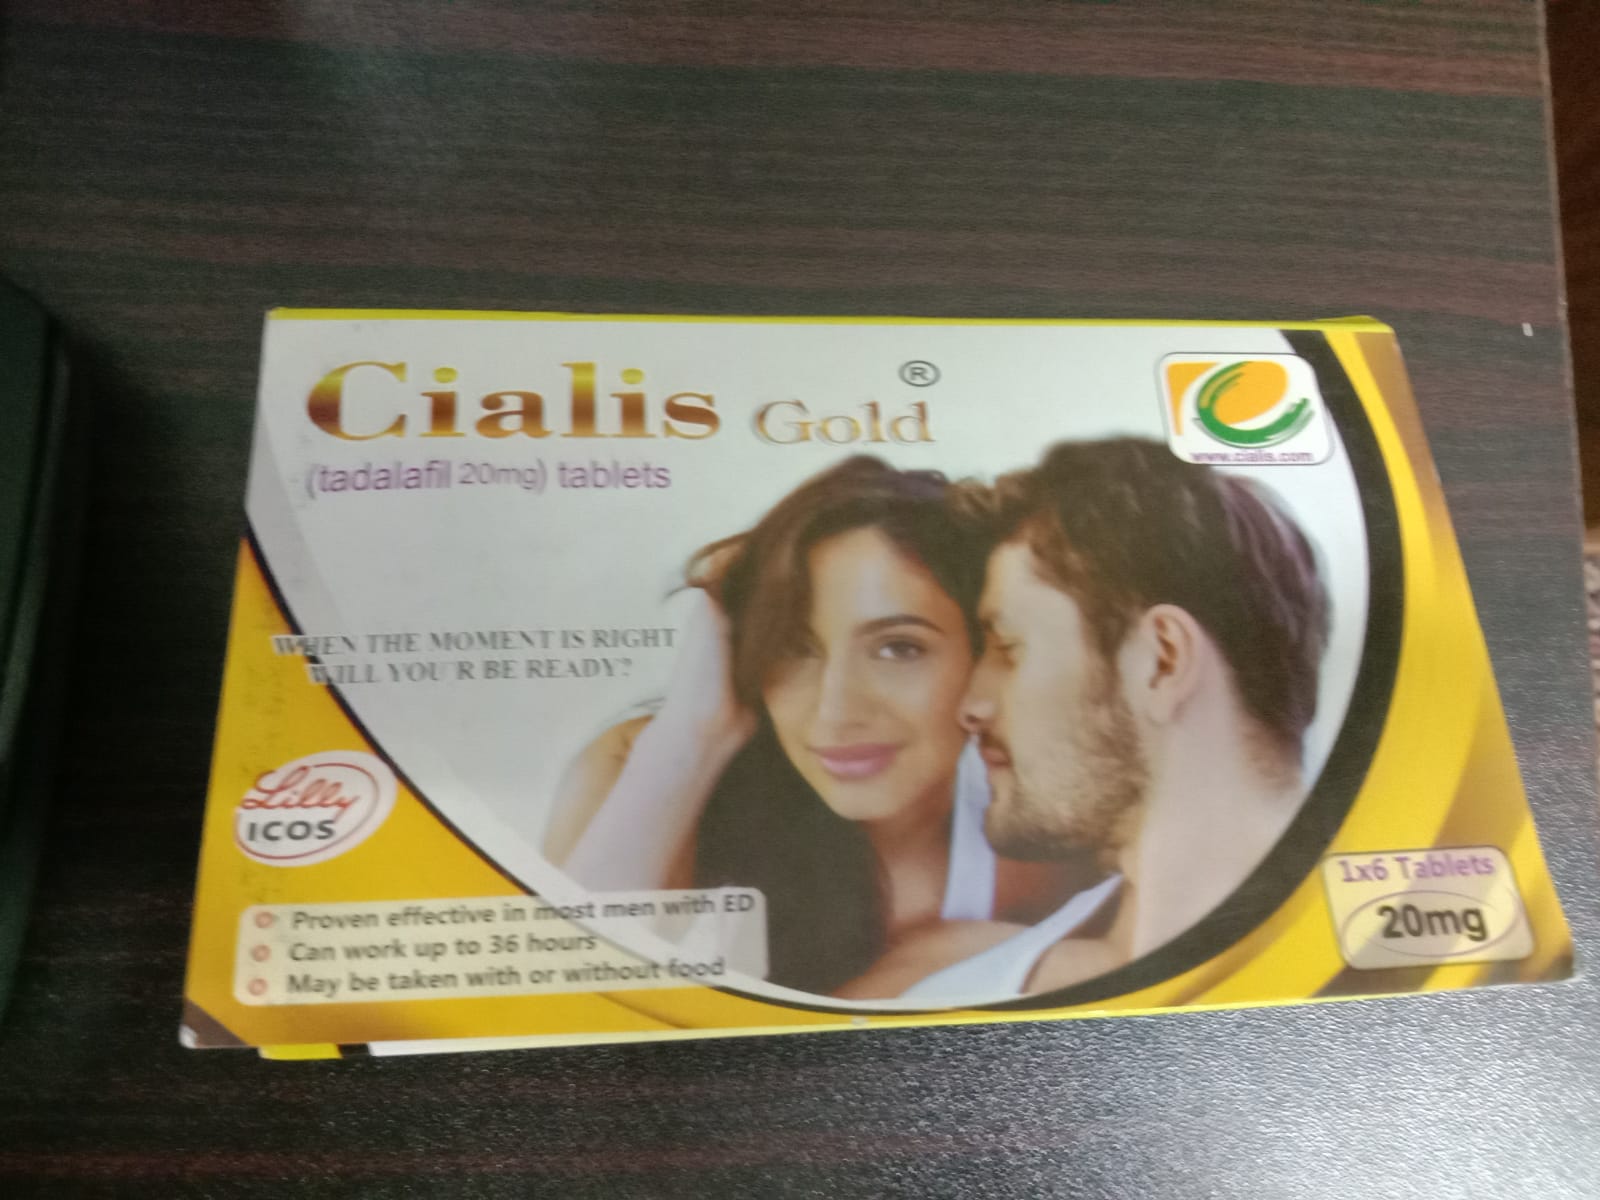 Cialis Gold ®
(tadalafil 20mg) tablets
www.cialis.com
WHEN THE MOMENT IS RIGHT
WILL YOU'R BE READY?
Lilly
ICOS
Proven effective in most men with ED
Can work up to 36 hours
May be taken with or without food
1x6 Tablets
20mg